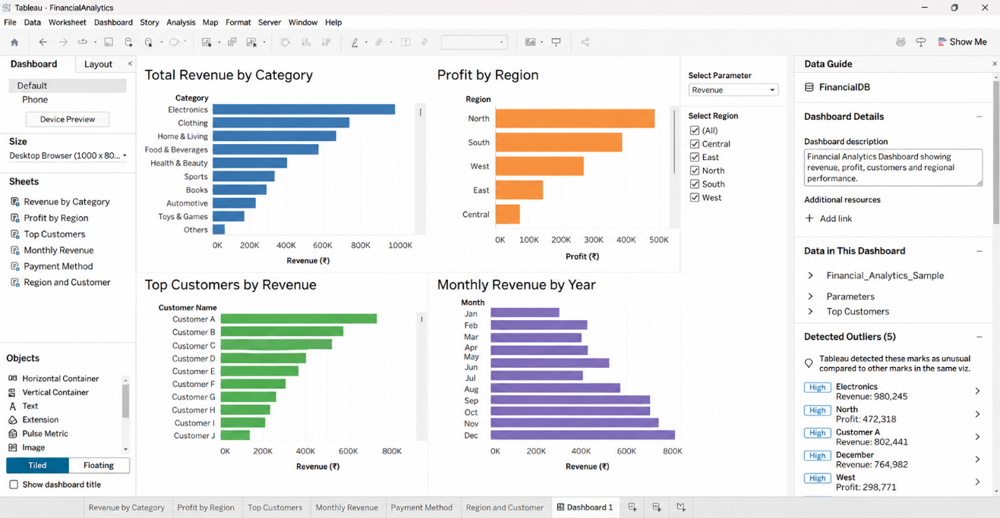 Tableau - FinancialAnalytics
File Data Worksheet Dashboard Story Analysis Map Format Server Window Help
Show Me
Dashboard Layout
Default
Phone
Device Preview
Size
Desktop Browser (1000 x 80...
Sheets
Revenue by Category
Profit by Region
Top Customers
Monthly Revenue
Payment Method
Region and Customer
Objects
Horizontal Container
Vertical Container
Text
Extension
Pulse Metric
Image
Tiled Floating
Show dashboard title
Total Revenue by Category
Category
Electronics
Clothing
Home & Living
Food & Beverages
Health & Beauty
Sports
Books
Automotive
Toys & Games
Others
0K 200K 400K 600K 800K 1000K
Revenue (₹)
Profit by Region
Region
North
South
West
East
Central
0K 100K 200K 300K 400K 500K
Profit (₹)
Top Customers by Revenue
Customer Name
Customer A
Customer B
Customer C
Customer D
Customer E
Customer F
Customer G
Customer H
Customer I
Customer J
0K 200K 400K 600K 800K
Revenue (₹)
Monthly Revenue by Year
Month
Jan
Feb
Mar
Apr
May
Jun
Jul
Aug
Sep
Oct
Nov
Dec
0K 200K 400K 600K 800K
Revenue (₹)
Select Parameter
Revenue
Select Region
(All)
Central
East
North
South
West
Data Guide
FinancialDB
Dashboard Details
Dashboard description
Financial Analytics Dashboard showing
revenue, profit, customers and regional
performance.
Additional resources
Add link
Data in This Dashboard
Financial_Analytics_Sample
Parameters
Top Customers
Detected Outliers (5)
Tableau detected these marks as unusual
compared to other marks in the same viz.
High Electronics
Revenue: 980,245
High North
Profit: 472,318
High Customer A
Revenue: 802,441
High December
Revenue: 764,982
High West
Profit: 298,771
Revenue by Category Profit by Region Top Customers Monthly Revenue Payment Method Region and Customer Dashboard 1